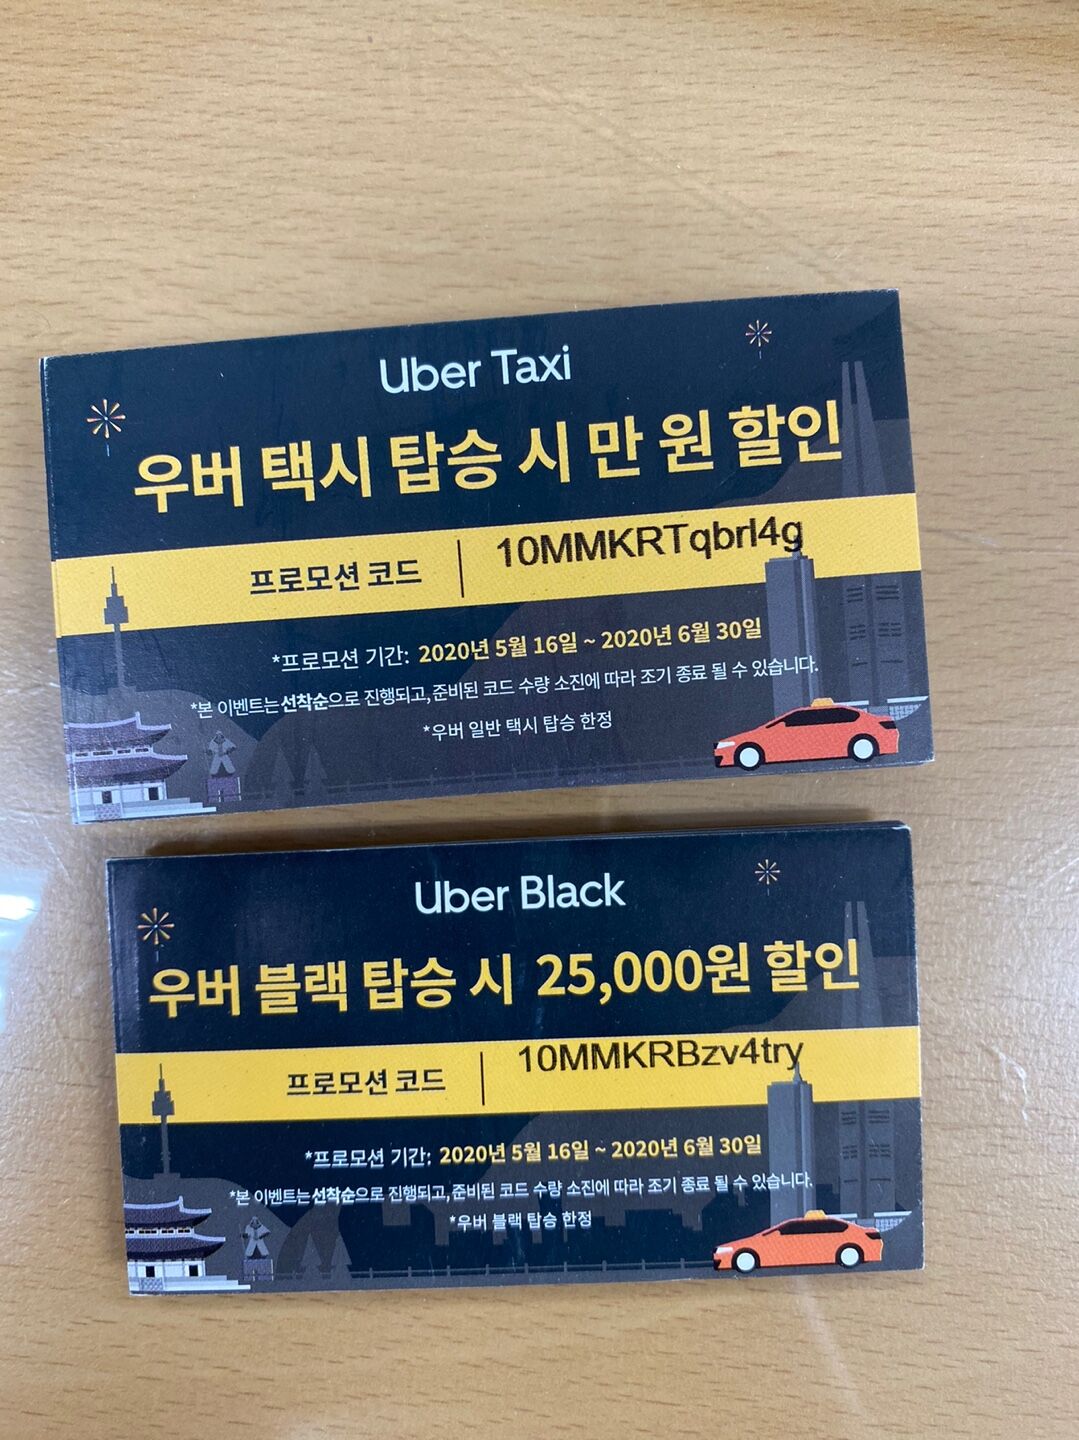 Uber Taxi
우버 택시 탑승 시 만 원 할인
프로모션 코드 | 10MMKRTqbrl4g
*프로모션 기간: 2020년 5월 16일 ~ 2020년 6월 30일
*본 이벤트는 선착순으로 진행되고, 준비된 코드 수량 소진에 따라 조기 종료 될 수 있습니다.
*우버 일반 택시 탑승 한정
Uber Black
우버 블랙 탑승 시 25,000원 할인
프로모션 코드 | 10MMKRBzv4try
*프로모션 기간: 2020년 5월 16일 ~ 2020년 6월 30일
*본 이벤트는 선착순으로 진행되고, 준비된 코드 수량 소진에 따라 조기 종료 될 수 있습니다.
*우버 블랙 탑승 한정